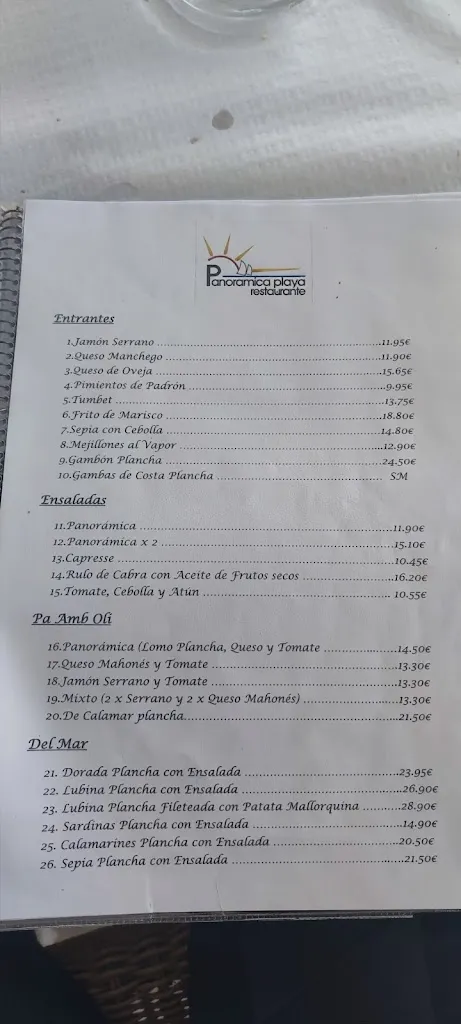 Panoramica playa
restaurante
Entrantes
1.Jamón Serrano ........................................................11.95€
2.Queso Manchego ......................................................11.90€
3.Queso de Oveja .......................................................15.65€
4.Pimientos de Padrón .................................................9.95€
5.Tumbet ...................................................................13.75€
6.Frito de Marisco ......................................................18.80€
7.Sepia con Cebolla .....................................................14.80€
8.Mejillones al Vapor ...................................................12.90€
9.Gambón Plancha ......................................................24.50€
10.Gambas de Costa Plancha ......................................... SM
Ensaladas
11.Panorámica .............................................................11.90€
12.Panorámica x 2 ........................................................15.10€
13.Capresse ..................................................................10.45€
14.Rulo de Cabra con Aceite de Frutos secos ......................16.20€
15.Tomate, Cebolla y Atún .............................................. 10.55€
Pa Amb Oli
16.Panorámica (Lomo Plancha, Queso y Tomate ..................14.50€
17.Queso Mahonés y Tomate ...........................................13.30€
18.Jamón Serrano y Tomate ............................................13.30€
19.Mixto (2 x Serrano y 2 x Queso Mahonés) ......................13.30€
20.De Calamar plancha..................................................21.50€
Del Mar
21. Dorada Plancha con Ensalada ....................................23.95€
22. Lubina Plancha con Ensalada .....................................26.90€
23. Lubina Plancha Fileteada con Patata Mallorquina .........28.90€
24. Sardinas Plancha con Ensalada ...................................14.90€
25. Calamarines Plancha con Ensalada ..............................20.50€
26. Sepia Plancha con Ensalada .......................................21.50€